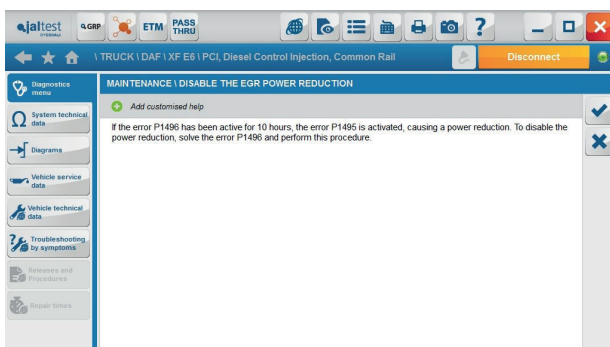 jaltest
GRP
ETM
PASS
THRU
\ TRUCK \ DAF \ XF E6 \ PCI, Diesel Control Injection, Common Rail
Disconnect
Diagnostics
menu
MAINTENANCE \ DISABLE THE EGR POWER REDUCTION
Add customised help
System technical
data
If the error P1496 has been active for 10 hours, the error P1495 is activated, causing a power reduction. To disable the
power reduction, solve the error P1496 and perform this procedure.
Diagrams
Vehicle service
data
Vehicle technical
data
Troubleshooting
by symptoms
Releases and
Procedures
Repair times